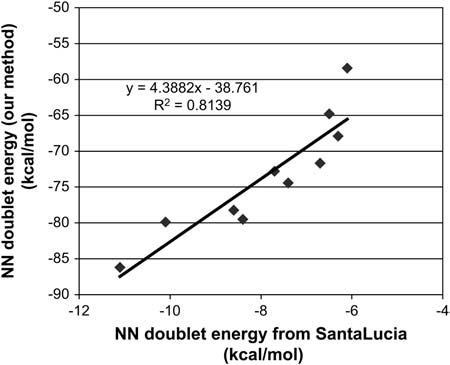 -50
-55
-60
-65
-70
-75
-80
-85
-90
-12
-10
-8
-6
-4
y = 4.3882x - 38.761
R² = 0.8139
NN doublet energy (our method)
(kcal/mol)
NN doublet energy from SantaLucia
(kcal/mol)